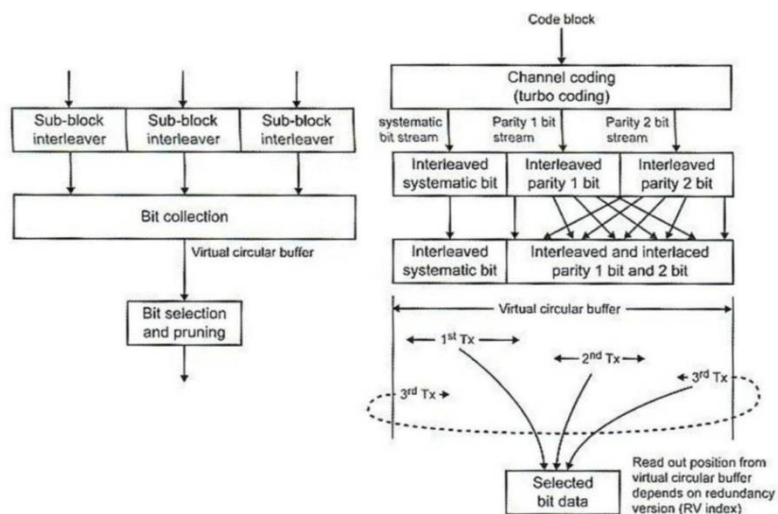 Sub-block
interleaver
Sub-block
interleaver
Sub-block
interleaver
Bit collection
Virtual circular buffer
Bit selection
and pruning
Code block
Channel coding
(turbo coding)
systematic
bit stream
Parity 1 bit
stream
Parity 2 bit
stream
Interleaved
systematic bit
Interleaved
parity 1 bit
Interleaved
parity 2 bit
Interleaved
systematic bit
Interleaved and interlaced
parity 1 bit and 2 bit
Virtual circular buffer
1st Tx
2nd Tx
3rd Tx
3rd Tx
Selected
bit data
Read out position from
virtual circular buffer
depends on redundancy
version (RV index)